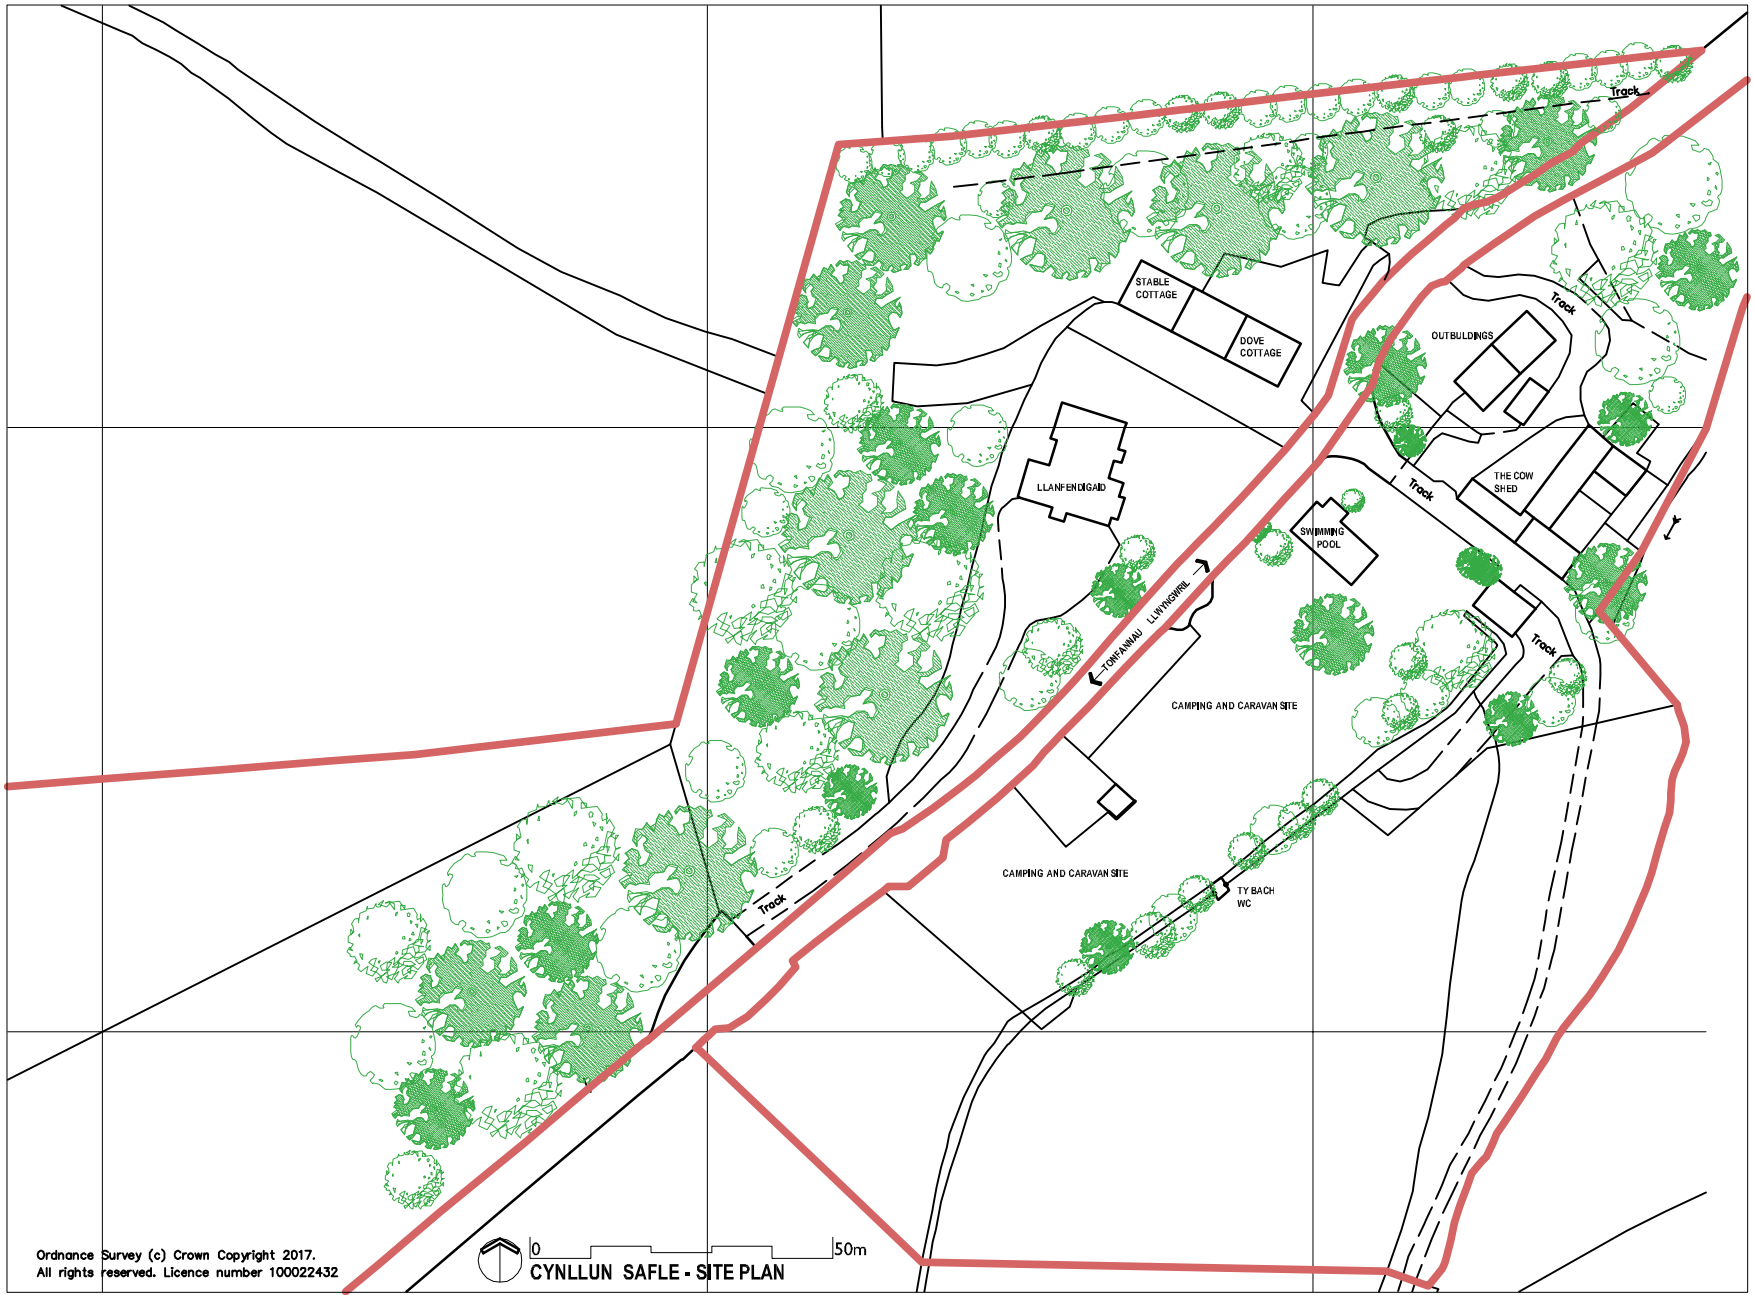 Track
STABLE
COTTAGE
DOVE
COTTAGE
Track
OUTBUILDINGS
LLANFENDIGAID
THE COW
SHED
Track
SWIMMING
POOL
TONFANNAU LLWYNGWRIL
Track
CAMPING AND CARAVAN SITE
CAMPING AND CARAVAN SITE
TY BACH
WC
Track
Ordnance Survey (c) Crown Copyright 2017.
All rights reserved. Licence number 100022432
0 50m
CYNLLUN SAFLE - SITE PLAN